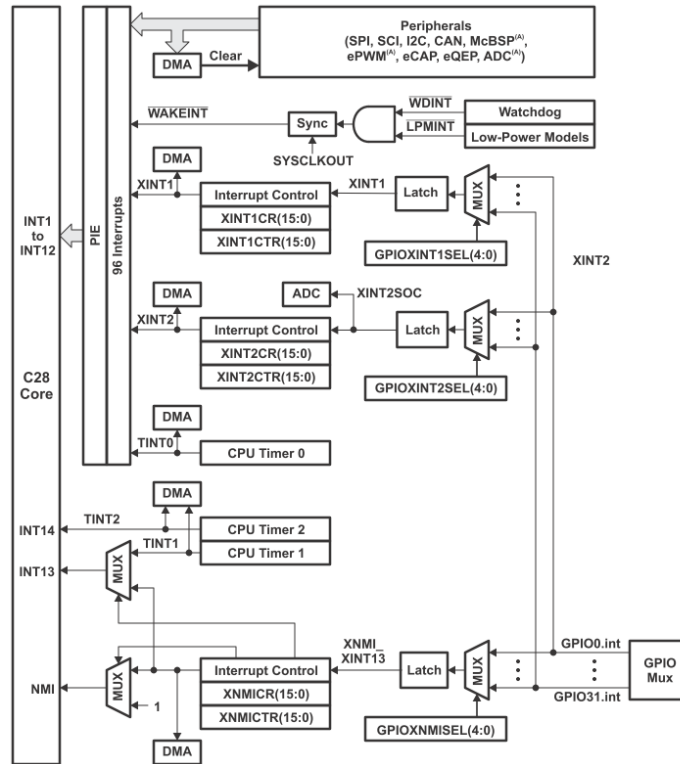 Peripherals
(SPI, SCI, I2C, CAN, McBSP(A),
ePWM(A), eCAP, eQEP, ADC(A))
DMA
Clear
WAKEINT
Sync
SYSCLKOUT
WDINT
LPMINT
Watchdog
Low-Power Models
DMA
XINT1
Interrupt Control
XINT1CR(15:0)
XINT1CTR(15:0)
XINT1
Latch
MUX
GPIOXINT1SEL(4:0)
INT1
to
INT12
PIE
96 Interrupts
XINT2
DMA
XINT2
ADC
XINT2SOC
Interrupt Control
XINT2CR(15:0)
XINT2CTR(15:0)
Latch
MUX
GPIOXINT2SEL(4:0)
C28
Core
DMA
TINT0
CPU Timer 0
DMA
INT14
TINT2
CPU Timer 2
TINT1
CPU Timer 1
INT13
MUX
NMI
MUX
1
Interrupt Control
XNMICR(15:0)
XNMICTR(15:0)
DMA
XNMI_
XINT13
Latch
MUX
GPIOXNMISEL(4:0)
GPIO0.int
GPIO31.int
GPIO
Mux